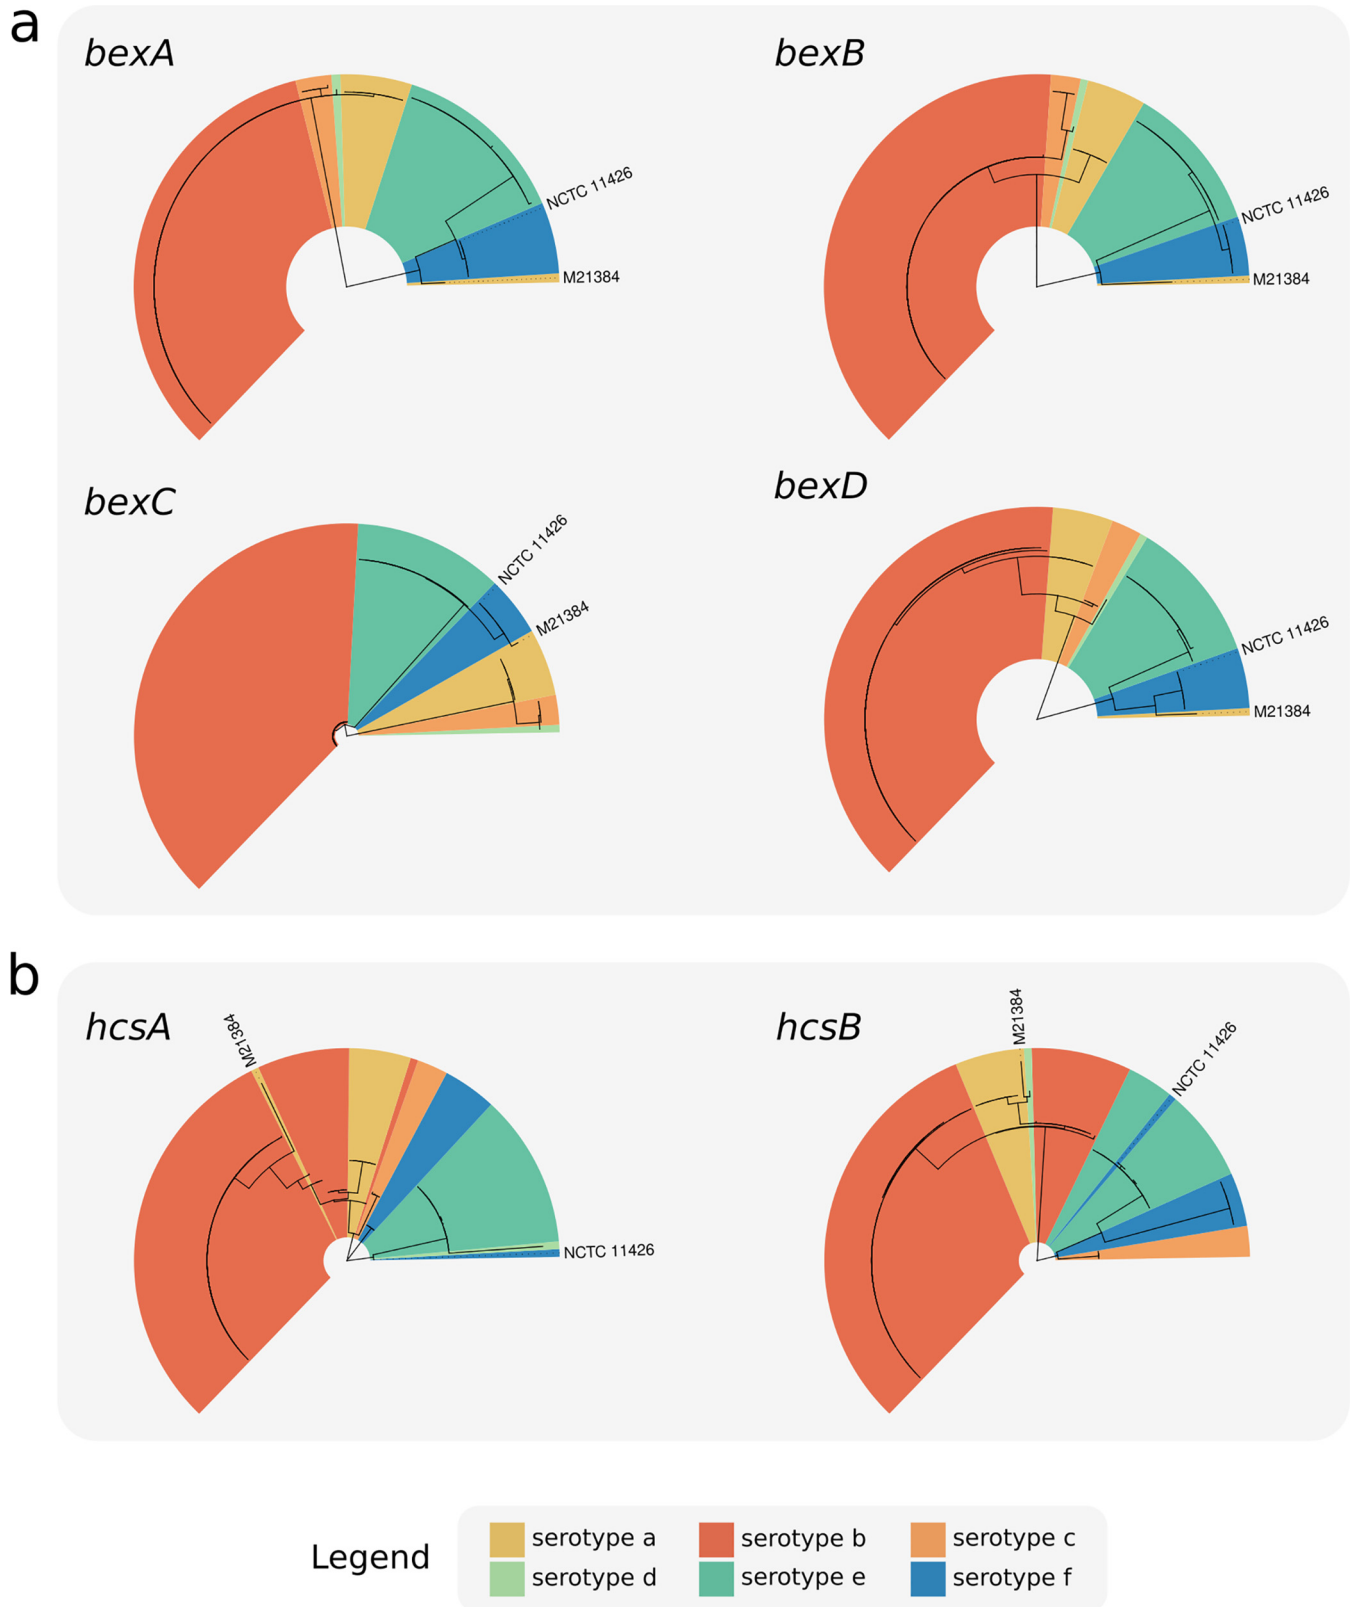 a
bexA
bexB
NCTC 11426
M21384
NCTC 11426
M21384
bexC
bexD
NCTC 11426
M21384
NCTC 11426
M21384
b
hcsA
hcsB
M21384
NCTC 11426
M21384
NCTC 11426
Legend
serotype a serotype b serotype c
serotype d serotype e serotype f